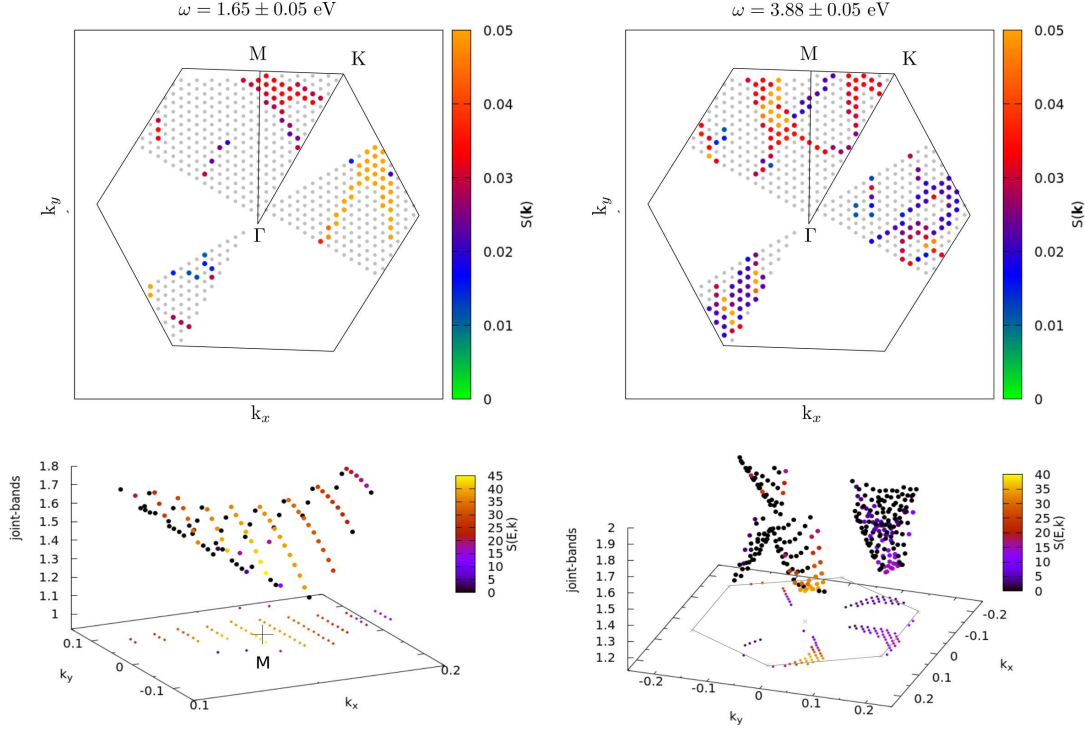 ω = 1.65 ± 0.05 eV
M
K
Γ
k_y
k_x
0.05
0.04
0.03
0.02
0.01
0
S(k)
ω = 3.88 ± 0.05 eV
M
K
Γ
k_y
k_x
0.05
0.04
0.03
0.02
0.01
0
S(k)
1.8
1.7
1.6
1.5
1.4
1.3
1.2
1.1
1
joint-bands
0.1
0
-0.1
k_y
0.1
0.2
k_x
M
45
40
35
30
25
20
15
10
5
0
S(E,k)
2
1.9
1.8
1.7
1.6
1.5
1.4
1.3
1.2
joint-bands
-0.2
-0.1
0
0.1
0.2
k_y
-0.2
-0.1
0
0.1
0.2
k_x
40
35
30
25
20
15
10
5
0
S(E,k)